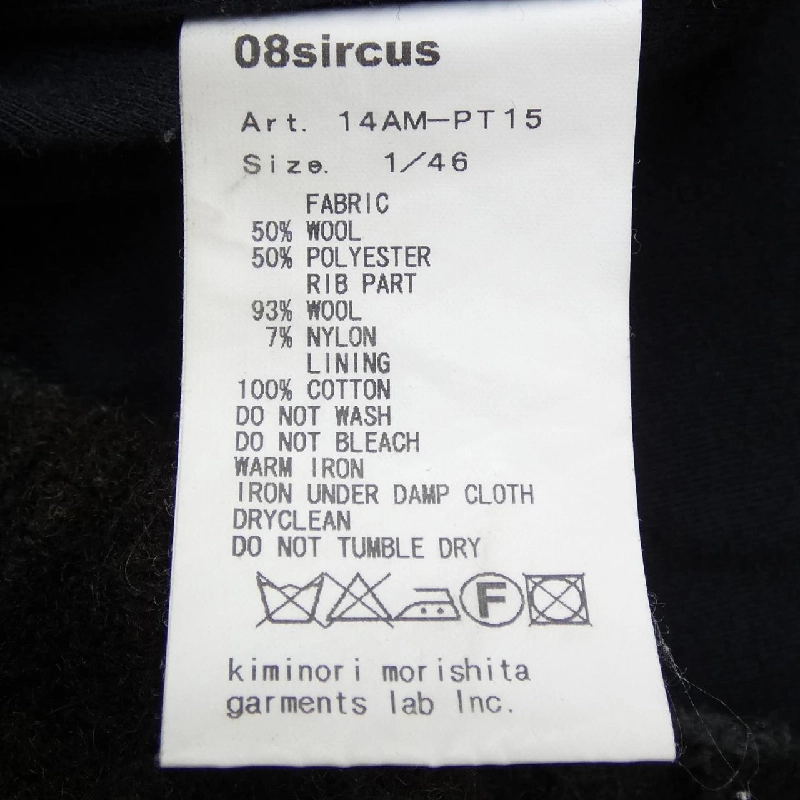 08sircus
Art. 14AM-PT15
Size. 1/46
FABRIC
50% WOOL
50% POLYESTER
RIB PART
93% WOOL
7% NYLON
LINING
100% COTTON
DO NOT WASH
DO NOT BLEACH
WARM IRON
IRON UNDER DAMP CLOTH
DRYCLEAN
DO NOT TUMBLE DRY
F
kiminori morishita
garments lab Inc.